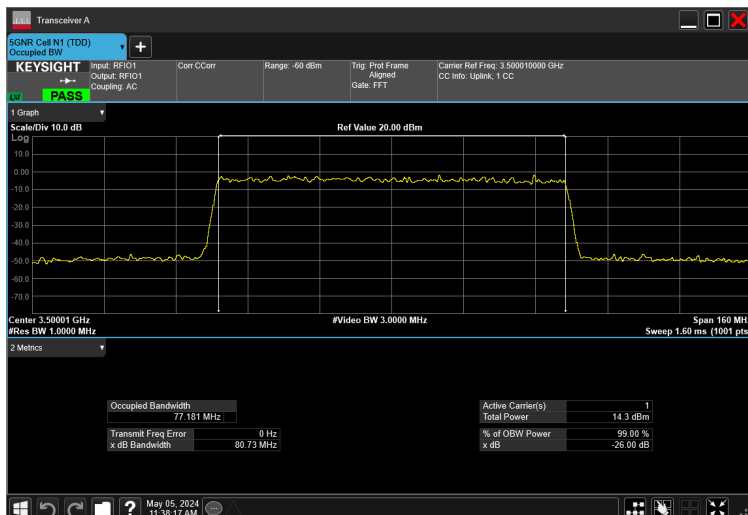 Transceiver A
5GNR Cell N1 (TDD)
Occupied BW
+
KEYSIGHT
LXI
PASS
Input: RFIO1
Output: RFIO1
Coupling: AC
Corr CCorr
Range: -60 dBm
Trig: Prot Frame
Aligned
Gate: FFT
Carrier Ref Freq: 3.500010000 GHz
CC Info: Uplink, 1 CC
1 Graph
Scale/Div 10.0 dB
Ref Value 20.00 dBm
Log
10.0
0.00
-10.0
-20.0
-30.0
-40.0
-50.0
-60.0
-70.0
Center 3.50001 GHz
#Video BW 3.0000 MHz
Span 160 MH
#Res BW 1.0000 MHz
Sweep 1.60 ms (1001 pts
2 Metrics
Occupied Bandwidth
77.181 MHz
Transmit Freq Error 0 Hz
x dB Bandwidth 80.73 MHz
Active Carrier(s) 1
Total Power 14.3 dBm
% of OBW Power 99.00 %
x dB -26.00 dB
?
May 05, 2024
11:38:17 AM